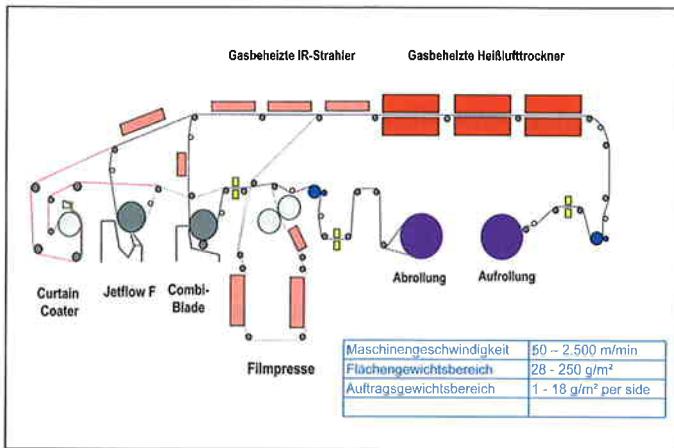 Gasbeheizte IR-Strahler
Gasbeheizte Heißlufttrockner
Curtain
Coater
Jetflow F
Combi-
Blade
Filmpresse
Abrollung
Aufrollung
Maschinengeschwindigkeit 50 – 2.500 m/min
Flächengewichtsbereich 28 - 250 g/m²
Auftragsgewichtsbereich 1 - 18 g/m² per side